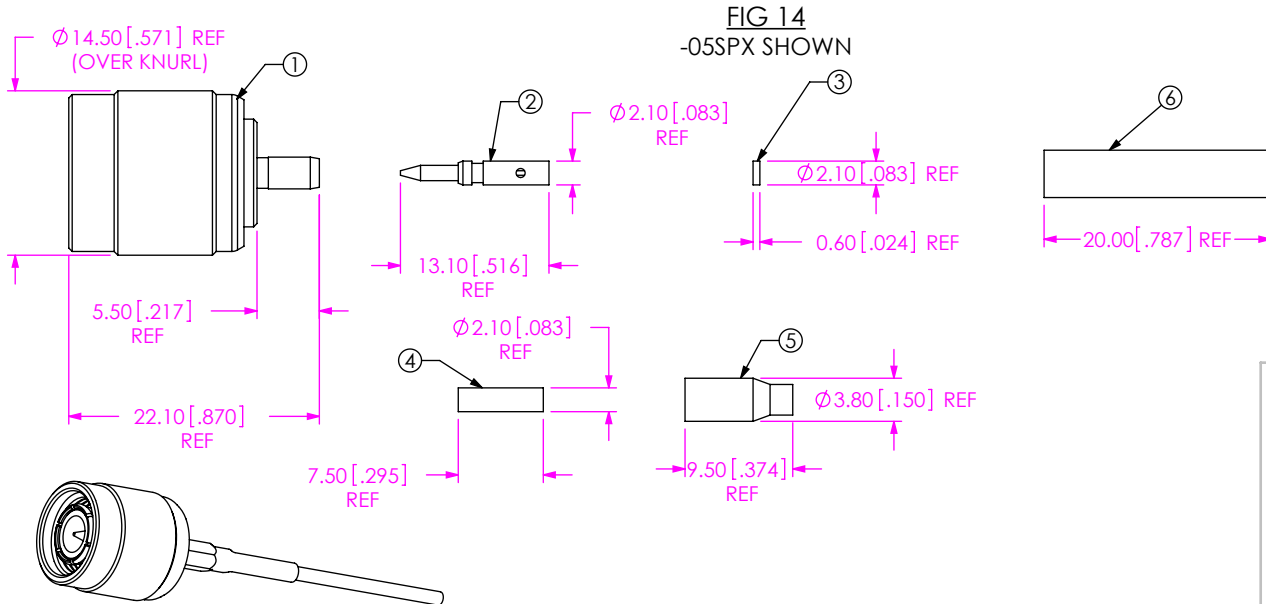 FIG 14
-05SPX SHOWN
Ø14.50[.571] REF
(OVER KNURL)
1
5.50[.217]
REF
22.10[.870]
REF
2
Ø2.10[.083]
REF
13.10[.516]
REF
3
Ø2.10[.083] REF
0.60[.024] REF
6
20.00[.787] REF
4
Ø2.10[.083]
REF
7.50[.295]
REF
5
Ø3.80[.150] REF
9.50[.374]
REF